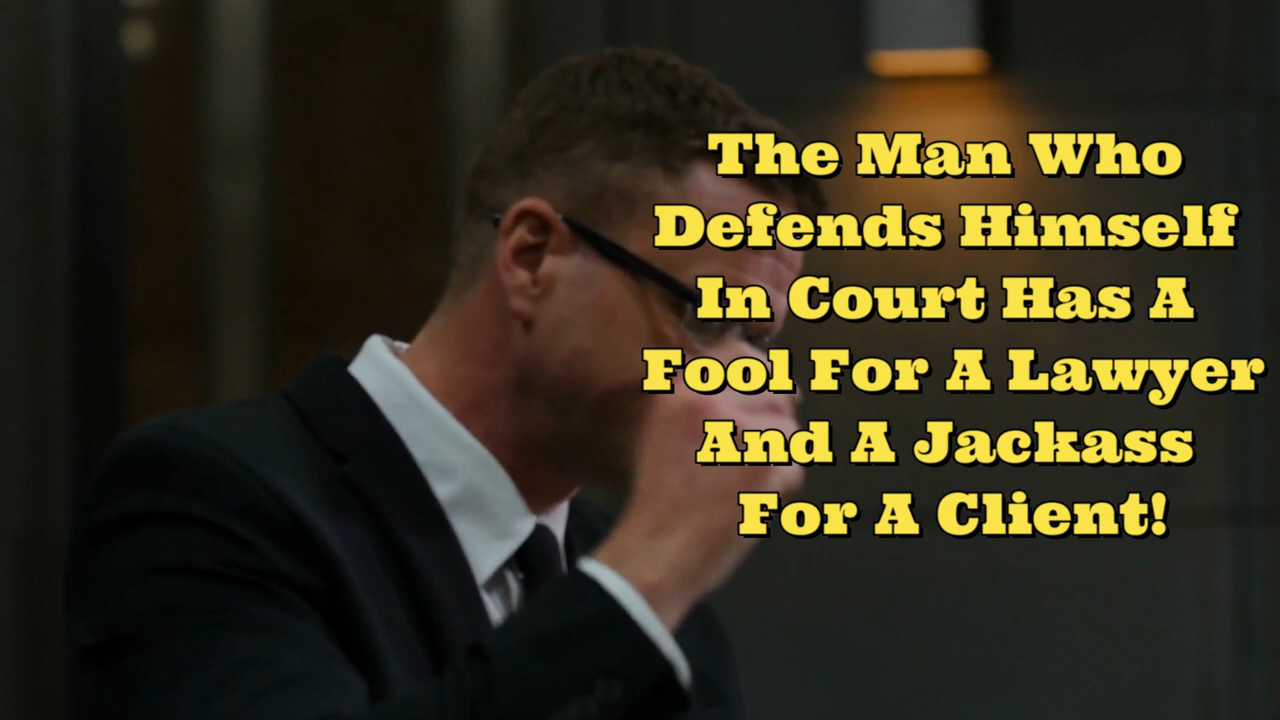 The Man Who
Defends Himself
In Court Has A
Fool For A Lawyer
And A Jackass
For A Client!